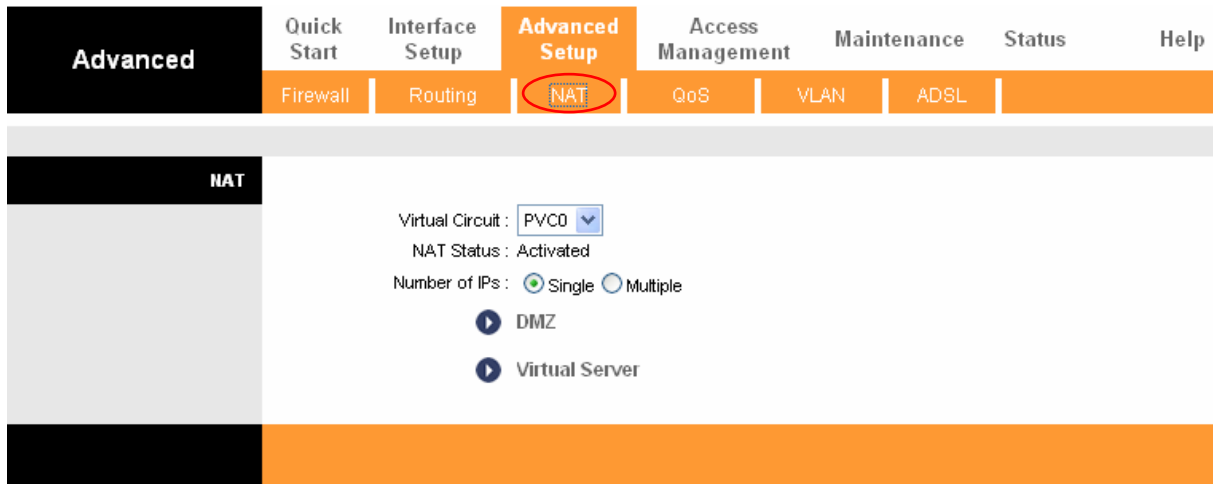 Advanced
Quick Start
Interface Setup
Advanced Setup
Access Management
Maintenance
Status
Help
Firewall
Routing
NAT
QoS
VLAN
ADSL
NAT
Virtual Circuit : PVC0
NAT Status : Activated
Number of IPs : Single Multiple
DMZ
Virtual Server